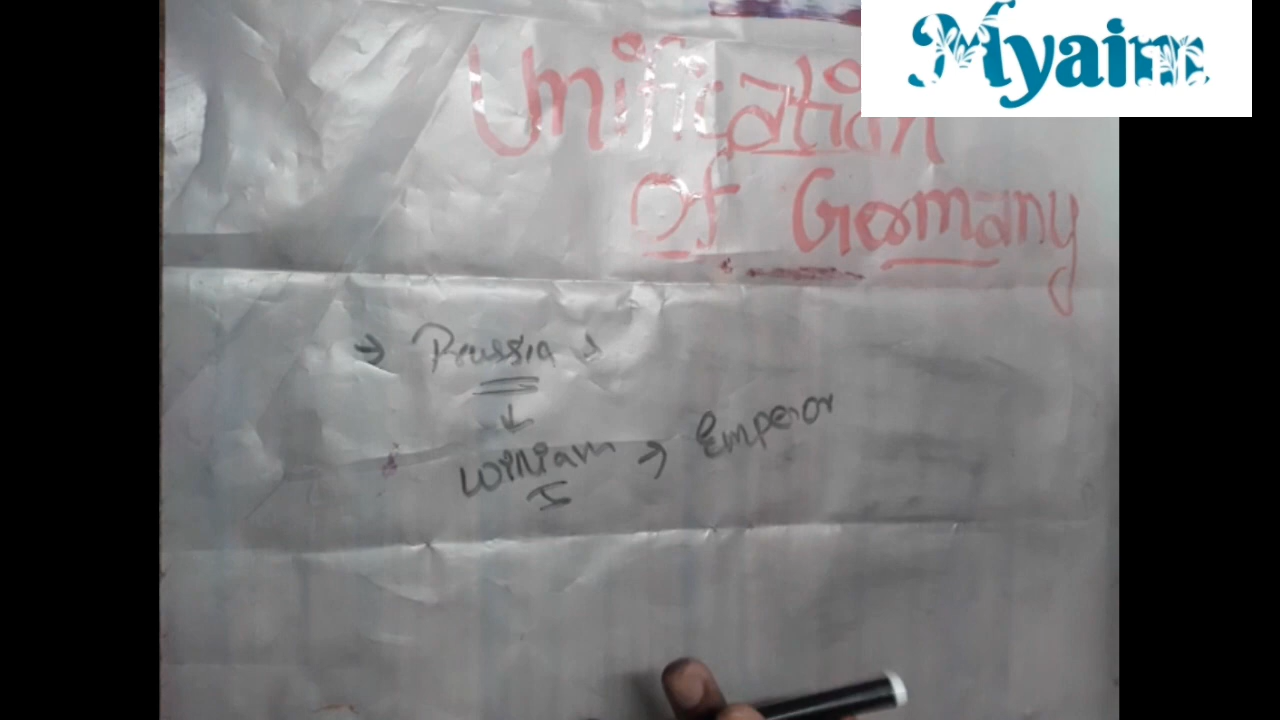 Myaim
Unification
Of Germany
→ Prussia
↓
William → Emperor
I